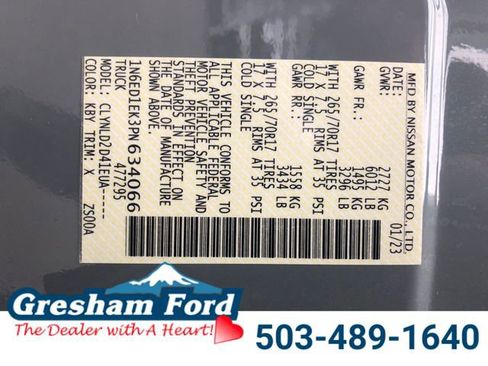 MFD BY NISSAN MOTOR CO., LTD.
DATE: 01/23
GVWR: 2727 KG
6012 LB
GAWR FR: 1495 KG
3296 LB
WITH 265/70R17 TIRES
17 X 7.5 RIMS AT 35 PSI
COLD SINGLE
GAWR RR: 1558 KG
3434 LB
WITH 265/70R17 TIRES
17 X 7.5 RIMS AT 35 PSI
COLD SINGLE
THIS VEHICLE CONFORMS TO
ALL APPLICABLE FEDERAL
MOTOR VEHICLE SAFETY AND
THEFT PREVENTION
STANDARDS IN EFFECT ON
THE DATE OF MANUFACTURE
SHOWN ABOVE.
1N6ED1EK3PN634066
TRUCK 477295
CLYNLD2D41EUA-----
COLOR: KBY TRIM: X ZS00A
Gresham Ford
The Dealer with A Heart!
503-489-1640